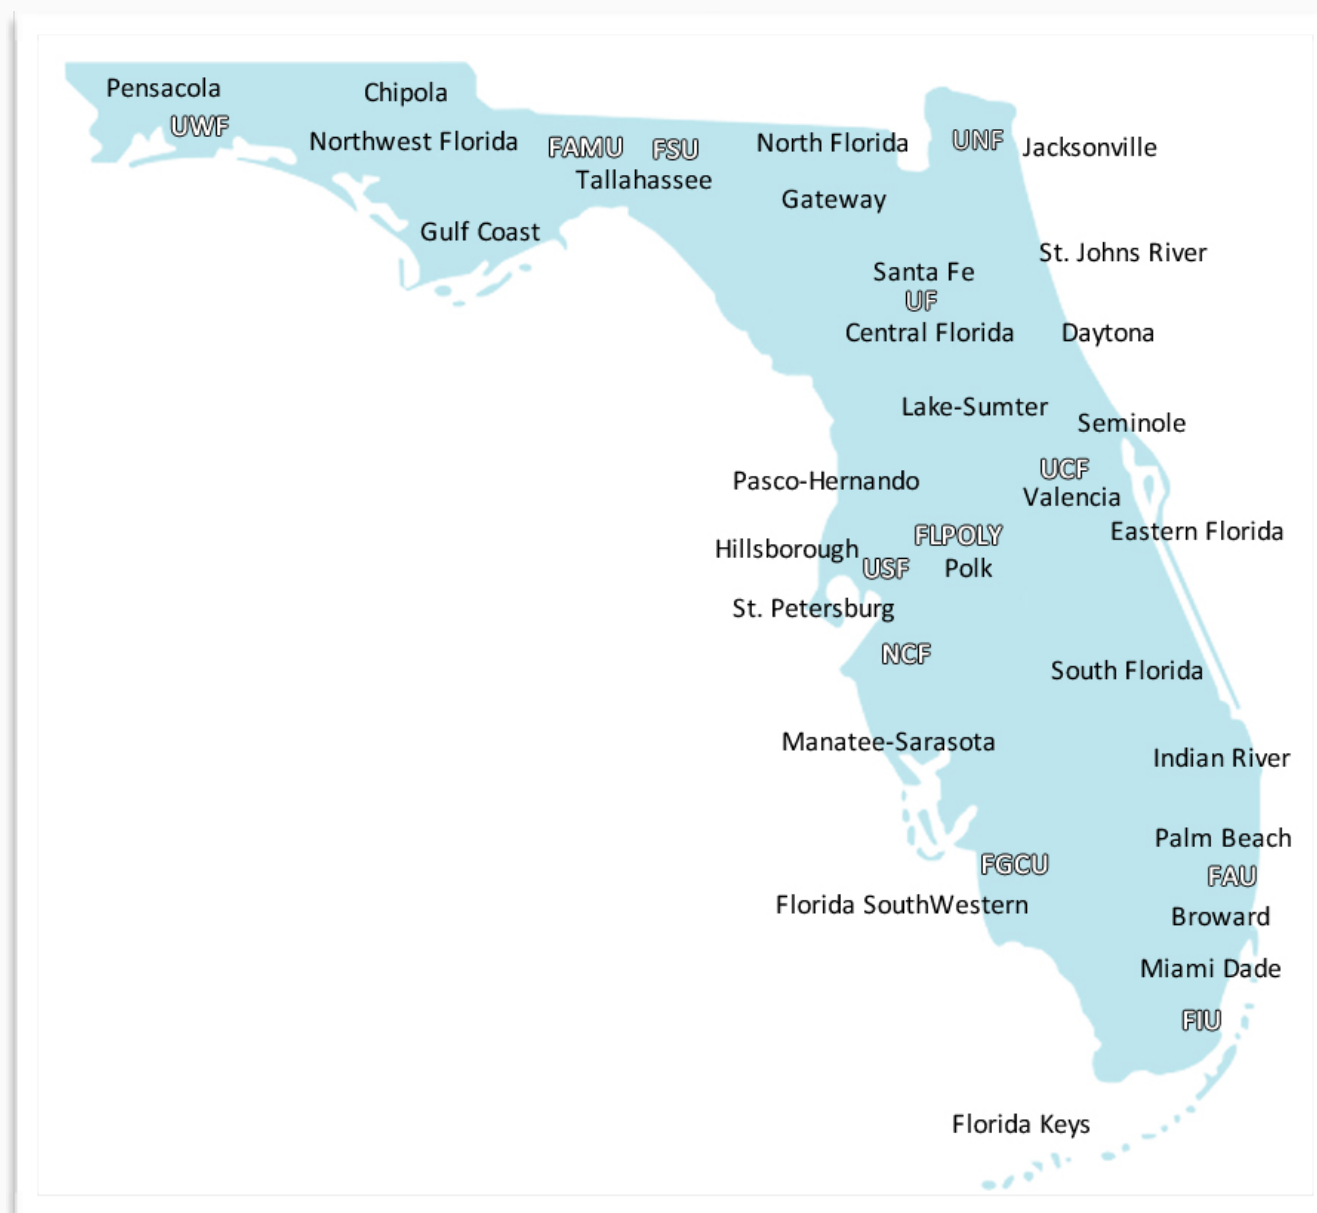 Pensacola
Chipola
UWF
Northwest Florida
FAMU
FSU
North Florida
UNF
Jacksonville
Tallahassee
Gateway
Gulf Coast
St. Johns River
Santa Fe
UF
Central Florida
Daytona
Lake-Sumter
Seminole
UCF
Pasco-Hernando
Valencia
Eastern Florida
FLPOLY
Hillsborough
USF
Polk
St. Petersburg
NCF
South Florida
Manatee-Sarasota
Indian River
Palm Beach
FGCU
FAU
Florida SouthWestern
Broward
Miami Dade
FIU
Florida Keys